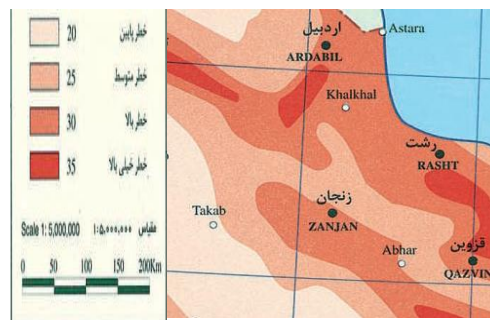 20 خطر پایین
25 خطر متوسط
30 خطر بالا
35 خطر خیلی بالا
Scale 1: 5,000,000 مقیاس ۱:۵,۰۰۰,۰۰۰
0 50 100 150 200Km
اردبیل
ARDABIL
Astara
Khalkhal
رشت
RASHT
زنجان
ZANJAN
Takab
Abhar
قزوین
QAZVIN